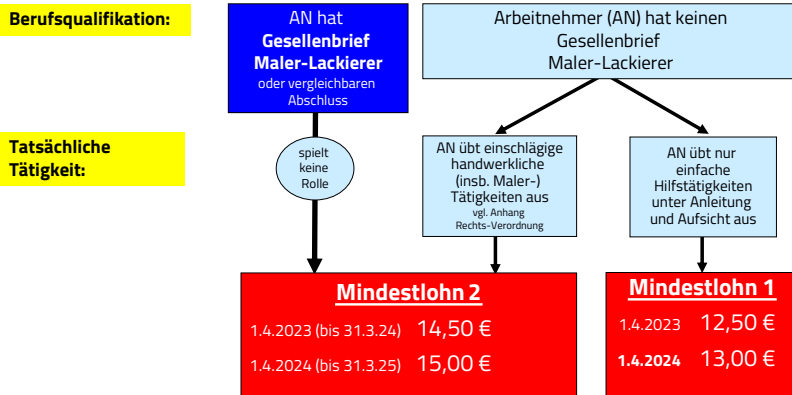 Berufsqualifikation:
AN hat
Gesellenbrief
Maler-Lackierer
oder vergleichbaren
Abschluss
Arbeitnehmer (AN) hat keinen
Gesellenbrief
Maler-Lackierer
Tatsächliche
Tätigkeit:
spielt
keine
Rolle
AN übt einschlägige
handwerkliche
(insb. Maler-)
Tätigkeiten aus
vgl. Anhang
Rechts-Verordnung
AN übt nur
einfache
Hilfstätigkeiten
unter Anleitung
und Aufsicht aus
Mindestlohn 2
1.4.2023 (bis 31.3.24) 14,50 €
1.4.2024 (bis 31.3.25) 15,00 €
Mindestlohn 1
1.4.2023 12,50 €
1.4.2024 13,00 €